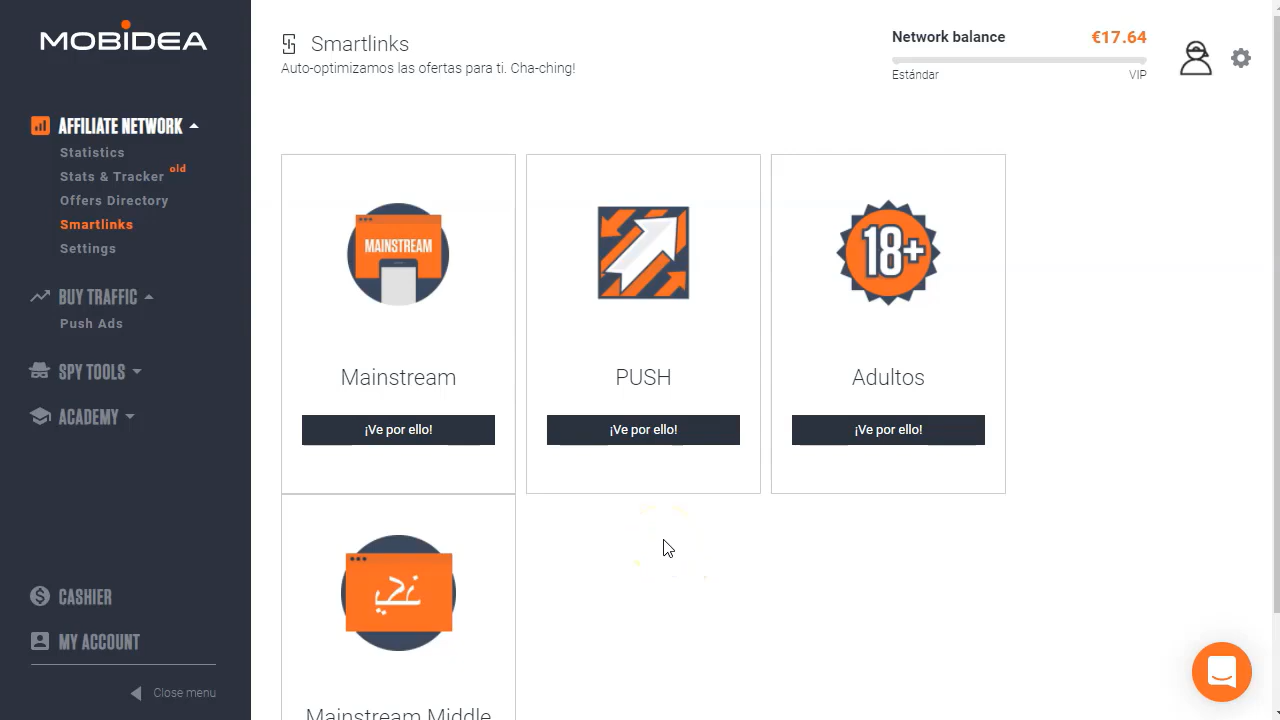 MOBIDEA
AFFILIATE NETWORK
Statistics
Stats & Tracker old
Offers Directory
Smartlinks
Settings
BUY TRAFFIC
Push Ads
SPY TOOLS
ACADEMY
CASHIER
MY ACCOUNT
Close menu
Smartlinks
Auto-optimizamos las ofertas para ti. Cha-ching!
Network balance €17.64
Estándar VIP
MAINSTREAM
Mainstream
¡Ve por ello!
PUSH
¡Ve por ello!
18+
Adultos
¡Ve por ello!
Mainstream Middle